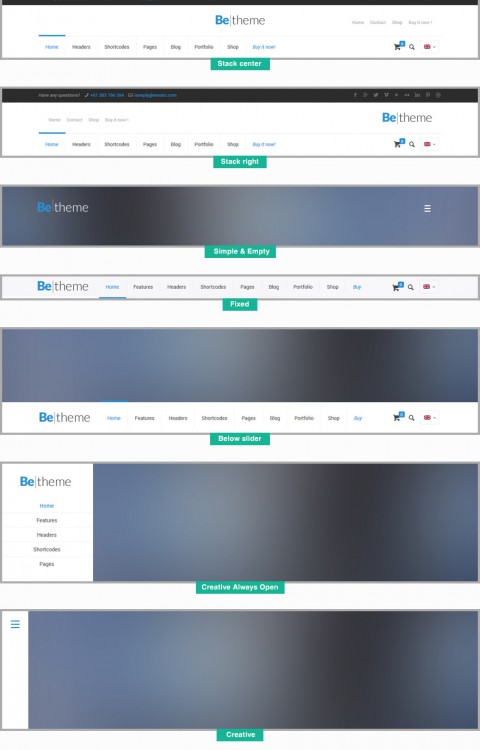 Be|theme
Home Contact Shop Buy it now !
Home Headers Shortcodes Pages Blog Portfolio Shop Buy it now!
Stack center
Have any questions? +61 383 766 284
Home Contact Shop Buy it now !
Be|theme
Home Headers Shortcodes Pages Blog Portfolio Shop Buy it now!
Stack right
Be|theme
Simple & Empty
Be|theme Home Features Headers Shortcodes Pages Blog Portfolio Shop Buy
Fixed
Be|theme Home Features Headers Shortcodes Pages Blog Portfolio Shop Buy
Below slider
Be|theme
Home
Features
Headers
Shortcodes
Pages
Creative Always Open
Creative